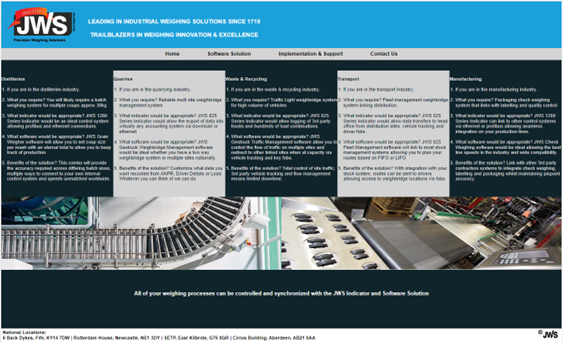 JWS
Precision Weighing Solutions
LEADING IN INDUSTRIAL WEIGHING SOLUTIONS SINCE 1715
TRAILBLAZERS IN WEIGHING INNOVATION & EXCELLENCE
Home Software Solution Implementation & Support Contact Us
Distilleries
1. If you are in the distilleries industry.
2. What you require? You will likely require a batch
weighing system for multiple coups approx 30kg.
3. What indicator would be appropriate? JWS 1200
Series Indicator would be an ideal control system
allowing profibus and ethernet connections.
4. What software would be appropriate? JWS Grain
Weigher software will allow you to set coup size
per mash with an eternal total to allow you to keep
track of production.
5. Benefits of the solution? This combo will provide
the accuracy required across differing batch sizes,
multiple ways to connect to your own internal
control system and speeds unmatched worldwide.
Quarries
1. If you are in the quarrying industry.
2. What you require? Reliable multi site weighbridge
management system.
3. What indicator would be appropriate? JWS 825
Series Indicator would allow the export of data into
virtually any accounting package via download or
ethernet.
4. What software would be appropriate? JWS
Geotruck Weighbridge Management software
would be ideal whether you have a four way
weighbridge system or multiple sites nationally.
5. Benefits of the solution? Customize what data you
want recorded from ANPR, Driver Details or Load.
Whatever you can think of we can do.
Waste & Recycling
1. If you are in the waste & recycling industry.
2. What you require? Traffic Light weighbridge system
for high volume of vehicles
3. What indicator would be appropriate? JWS 825
Series Indicator would allow logging of 3rd party
trucks and hundreds of load combinations.
4. What software would be appropriate? JWS
Geotruck Traffic Management software allow you to
control the flow of traffic on multiple sites and
redirect to other linked sites when at capacity via
vehicle tracking and key fobs.
5. Benefits of the solution? Total control of site traffic,
3rd party vehicle tracking and flow management
means limited downtime.
Transport
1. If you are in the transport industry.
2. What you require? Fleet management weighbridge
system linking distribution.
3. What indicator would be appropriate? JWS 825
Series Indicator would allow data transfers by read
office from distribution sites, vehicle tracking and
driver fobs
4. What software would be appropriate? JWS
Fleet Management software will link to most stock
management systems allowing you to plan your
routes based on FIFO or LIFO.
5. Benefits of the solution? With integration with your
stock system, routes can be sent to drivers
allowing access to weighbridge locations via fobs.
Manufacturing
1. If you are in the manufacturing industry.
2. What you require? Packaging check weighing
system that links with labelling and quality control
3. What indicator would be appropriate? JWS 1200
Series Indicator can link to other control systems
via ethernet or profibus allowing seamless
integration on your production lines.
4. What software would be appropriate? JWS Check
Weighing software would be ideal allowing the best
line speeds in the industry and wide compatibility.
5. Benefits of the solution? Link with other 3rd party
control systems to integrate check weighing,
labelling and packaging whilst maintaining pinpoint
accuracy.
All of your weighing processes can be controlled and synchronized with the JWS Indicator and Software Solution
National Locations:
6 Back Dykes, Fife, KY14 7DW | Rotterdam House, Newcastle, NE1 3DY | SETP, East Kilbride, G75 0QR | Cirrus Building, Aberdeen, AB21 0AA
© JWS